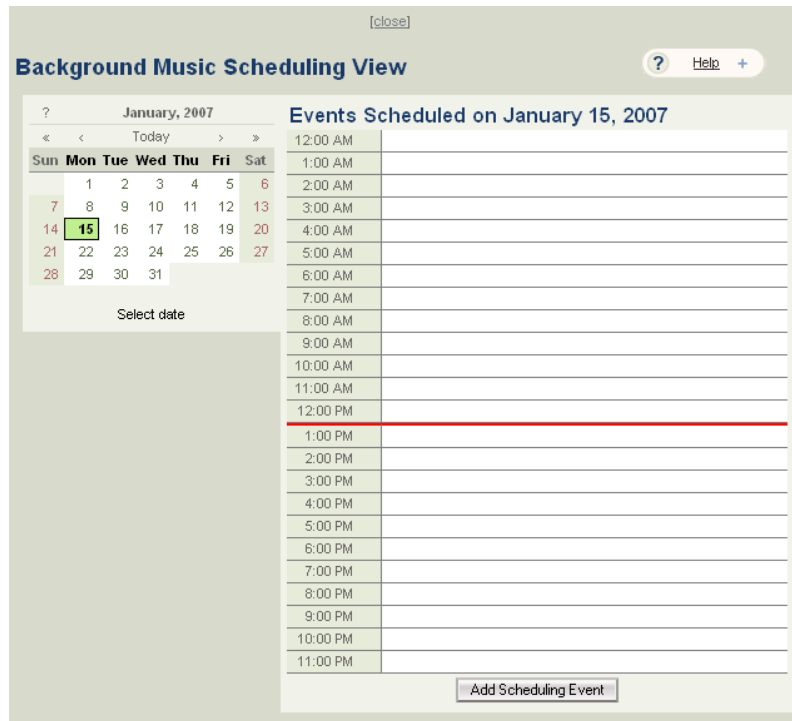 [close]
Background Music Scheduling View
? Help +
? January, 2007
« ‹ Today › »
Sun Mon Tue Wed Thu Fri Sat
1 2 3 4 5 6
7 8 9 10 11 12 13
14 15 16 17 18 19 20
21 22 23 24 25 26 27
28 29 30 31
Select date
Events Scheduled on January 15, 2007
12:00 AM
1:00 AM
2:00 AM
3:00 AM
4:00 AM
5:00 AM
6:00 AM
7:00 AM
8:00 AM
9:00 AM
10:00 AM
11:00 AM
12:00 PM
1:00 PM
2:00 PM
3:00 PM
4:00 PM
5:00 PM
6:00 PM
7:00 PM
8:00 PM
9:00 PM
10:00 PM
11:00 PM
Add Scheduling Event